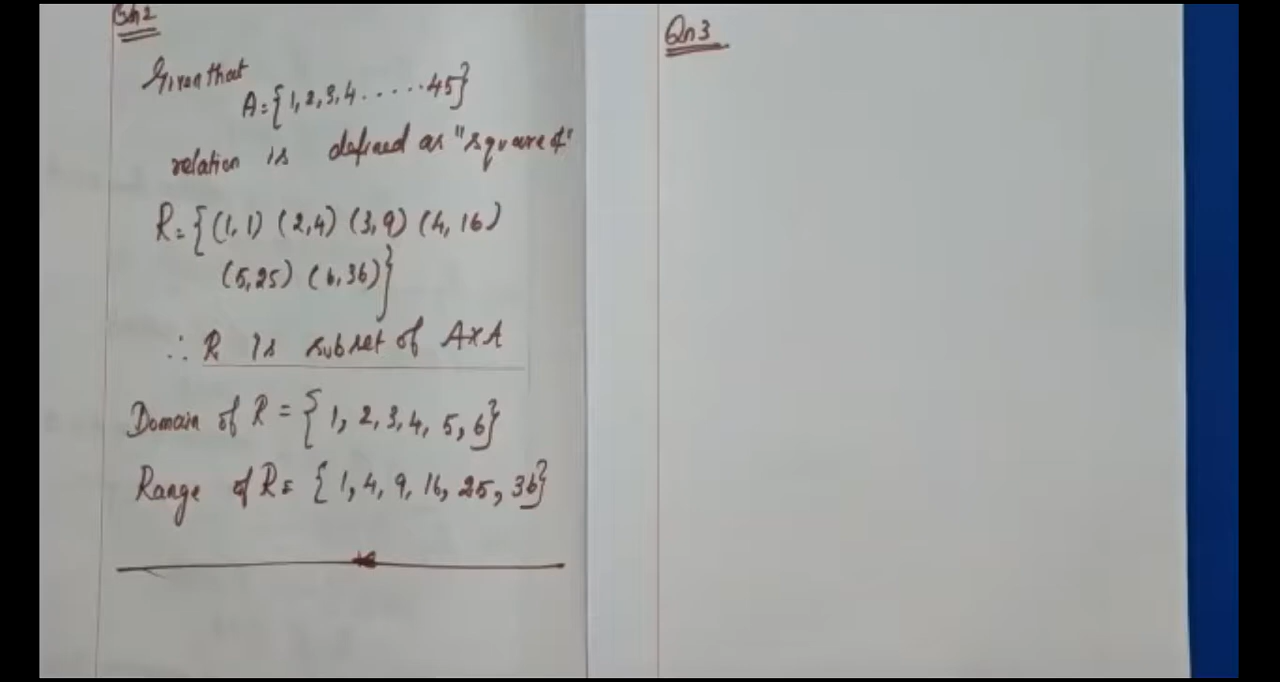 Qn2
Given that
A={1,2,3,4.....45}
relation is defined as "square of"
R={(1,1) (2,4) (3,9) (4,16)
(5,25) (6,36)}
∴ R is subset of A×A
Domain of R = {1, 2, 3, 4, 5, 6}
Range of R= {1, 4, 9, 16, 25, 36}
Qn3